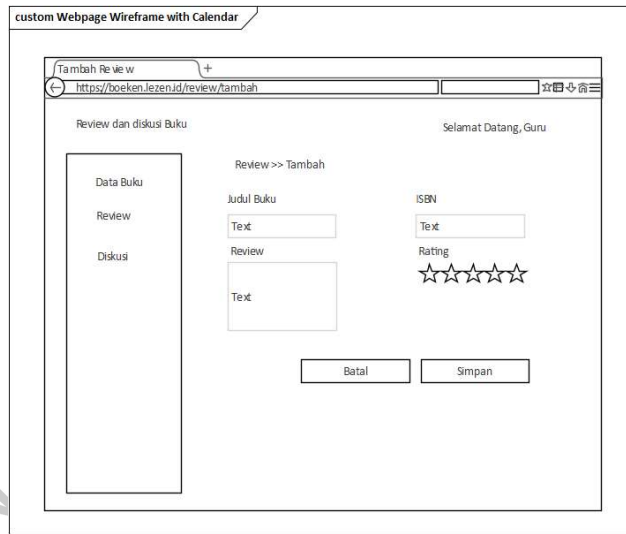 custom Webpage Wireframe with Calendar
Tambah Review +
https://boeken.lezen.id/review/tambah
Review dan diskusi Buku
Selamat Datang, Guru
Data Buku
Review
Diskusi
Review >> Tambah
Judul Buku ISBN
Text Text
Review Rating
Text
Batal Simpan